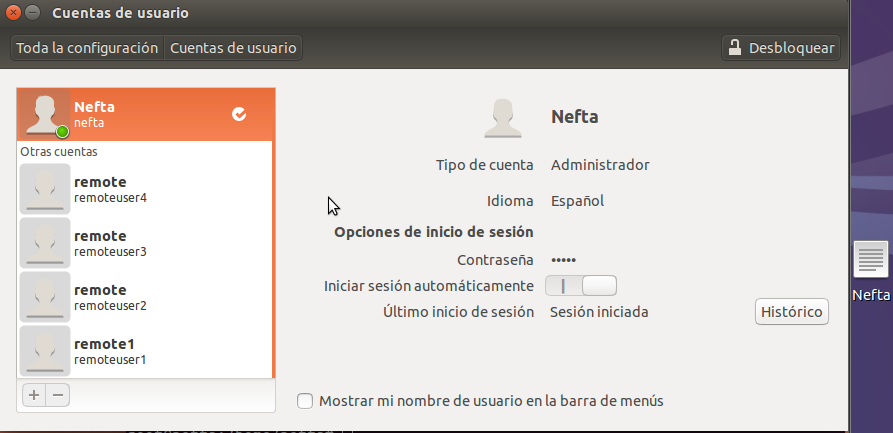 Cuentas de usuario
Toda la configuración Cuentas de usuario Desbloquear
Nefta
nefta
Otras cuentas
remote
remoteuser4
remote
remoteuser3
remote
remoteuser2
remote1
remoteuser1
Nefta
Tipo de cuenta Administrador
Idioma Español
Opciones de inicio de sesión
Contraseña •••••
Iniciar sesión automáticamente
Último inicio de sesión Sesión iniciada Histórico
Mostrar mi nombre de usuario en la barra de menús
Nefta